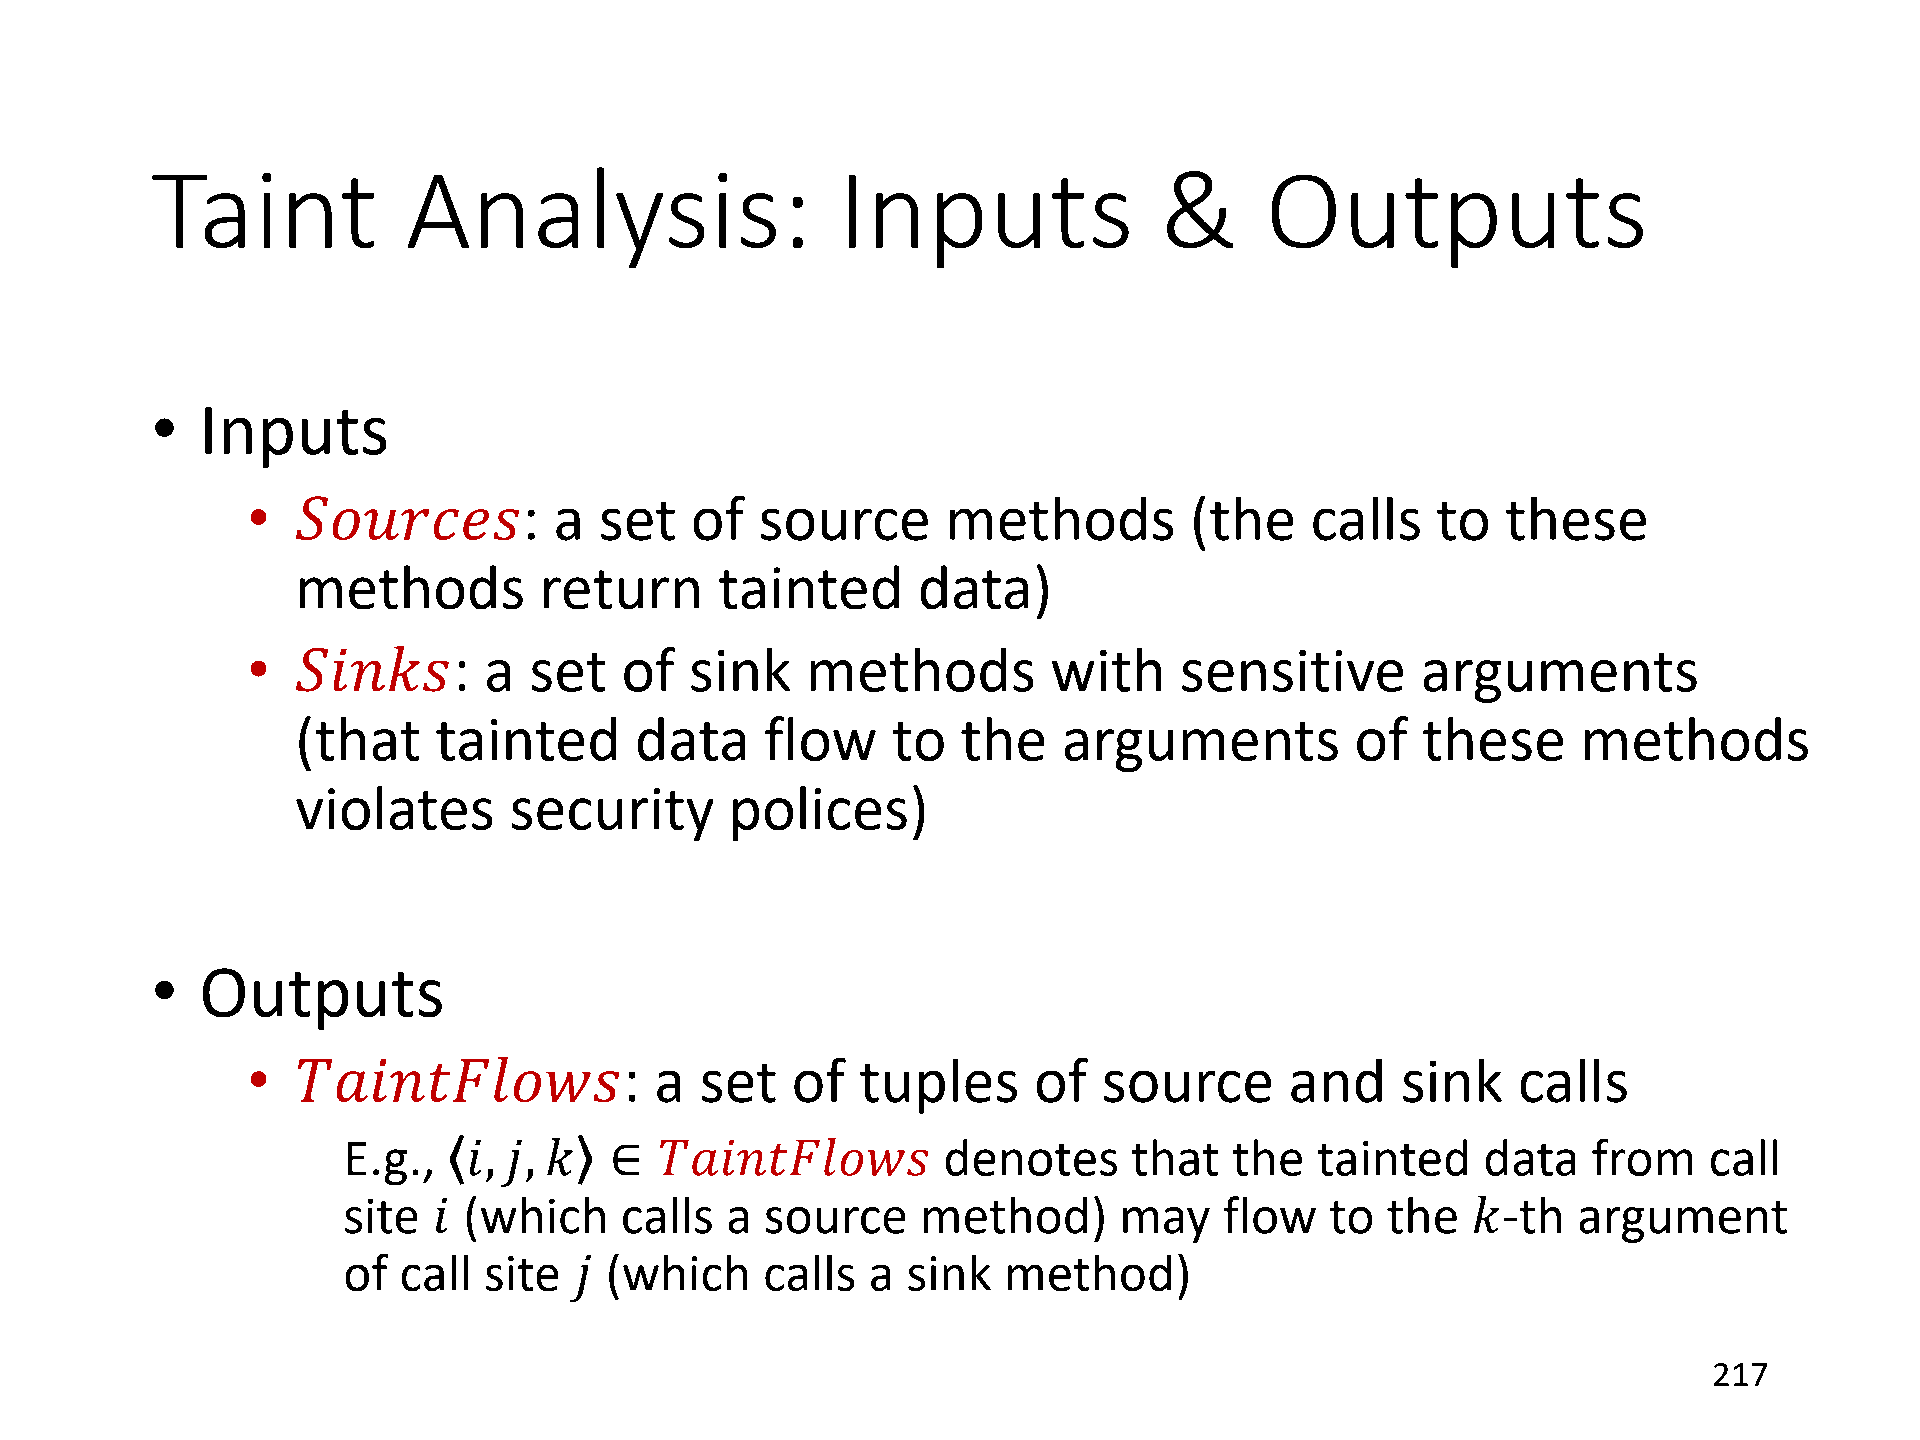 Taint Analysis: Inputs & Outputs
• Inputs
• Sources: a set of source methods (the calls to these
methods return tainted data)
• Sinks: a set of sink methods with sensitive arguments
(that tainted data flow to the arguments of these methods
violates security polices)
• Outputs
• TaintFlows: a set of tuples of source and sink calls
E.g., ⟨i, j, k⟩ ∈ TaintFlows denotes that the tainted data from call
site i (which calls a source method) may flow to the k-th argument
of call site j (which calls a sink method)
217